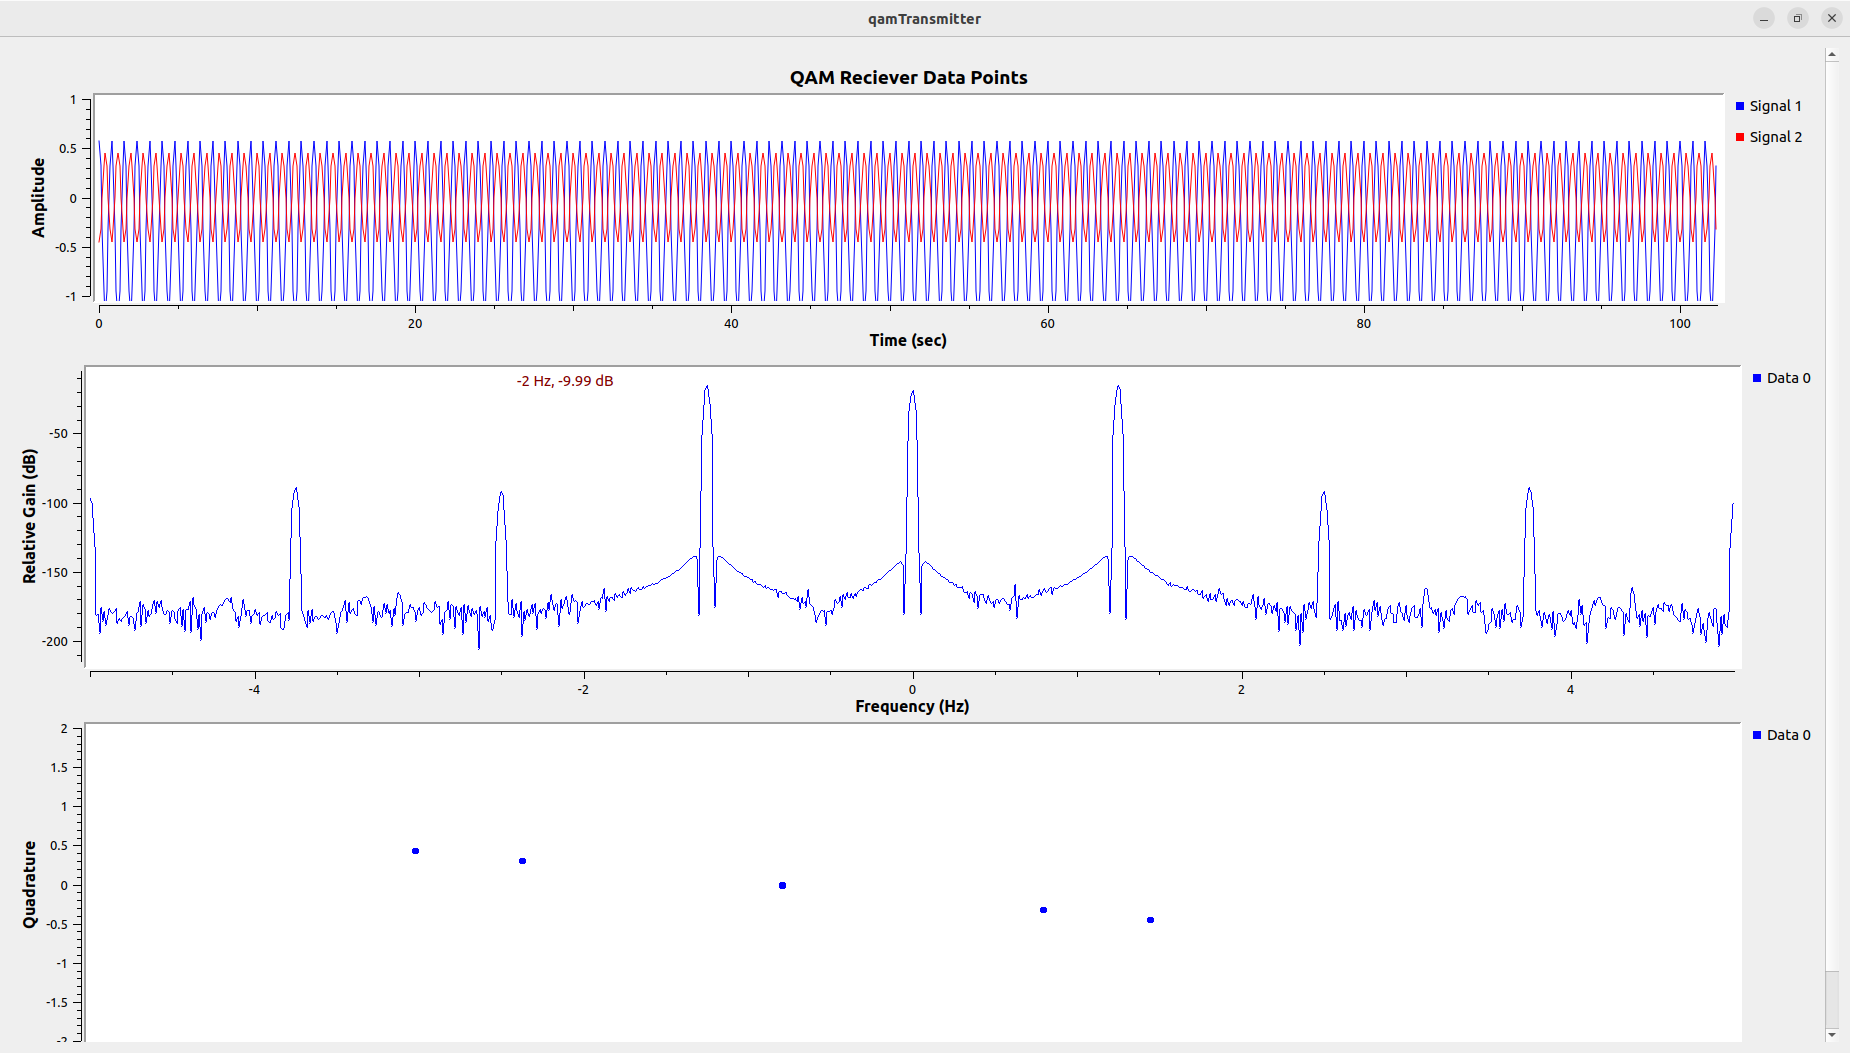 qamTransmitter
QAM Reciever Data Points
1
0.5
0
-0.5
-1
Amplitude
0 20 40 60 80 100
Time (sec)
Signal 1
Signal 2
-2 Hz, -9.99 dB
-50
-100
-150
-200
Relative Gain (dB)
-4 -2 0 2 4
Frequency (Hz)
Data 0
2
1.5
1
0.5
0
-0.5
-1
-1.5
-2
Quadrature
Data 0